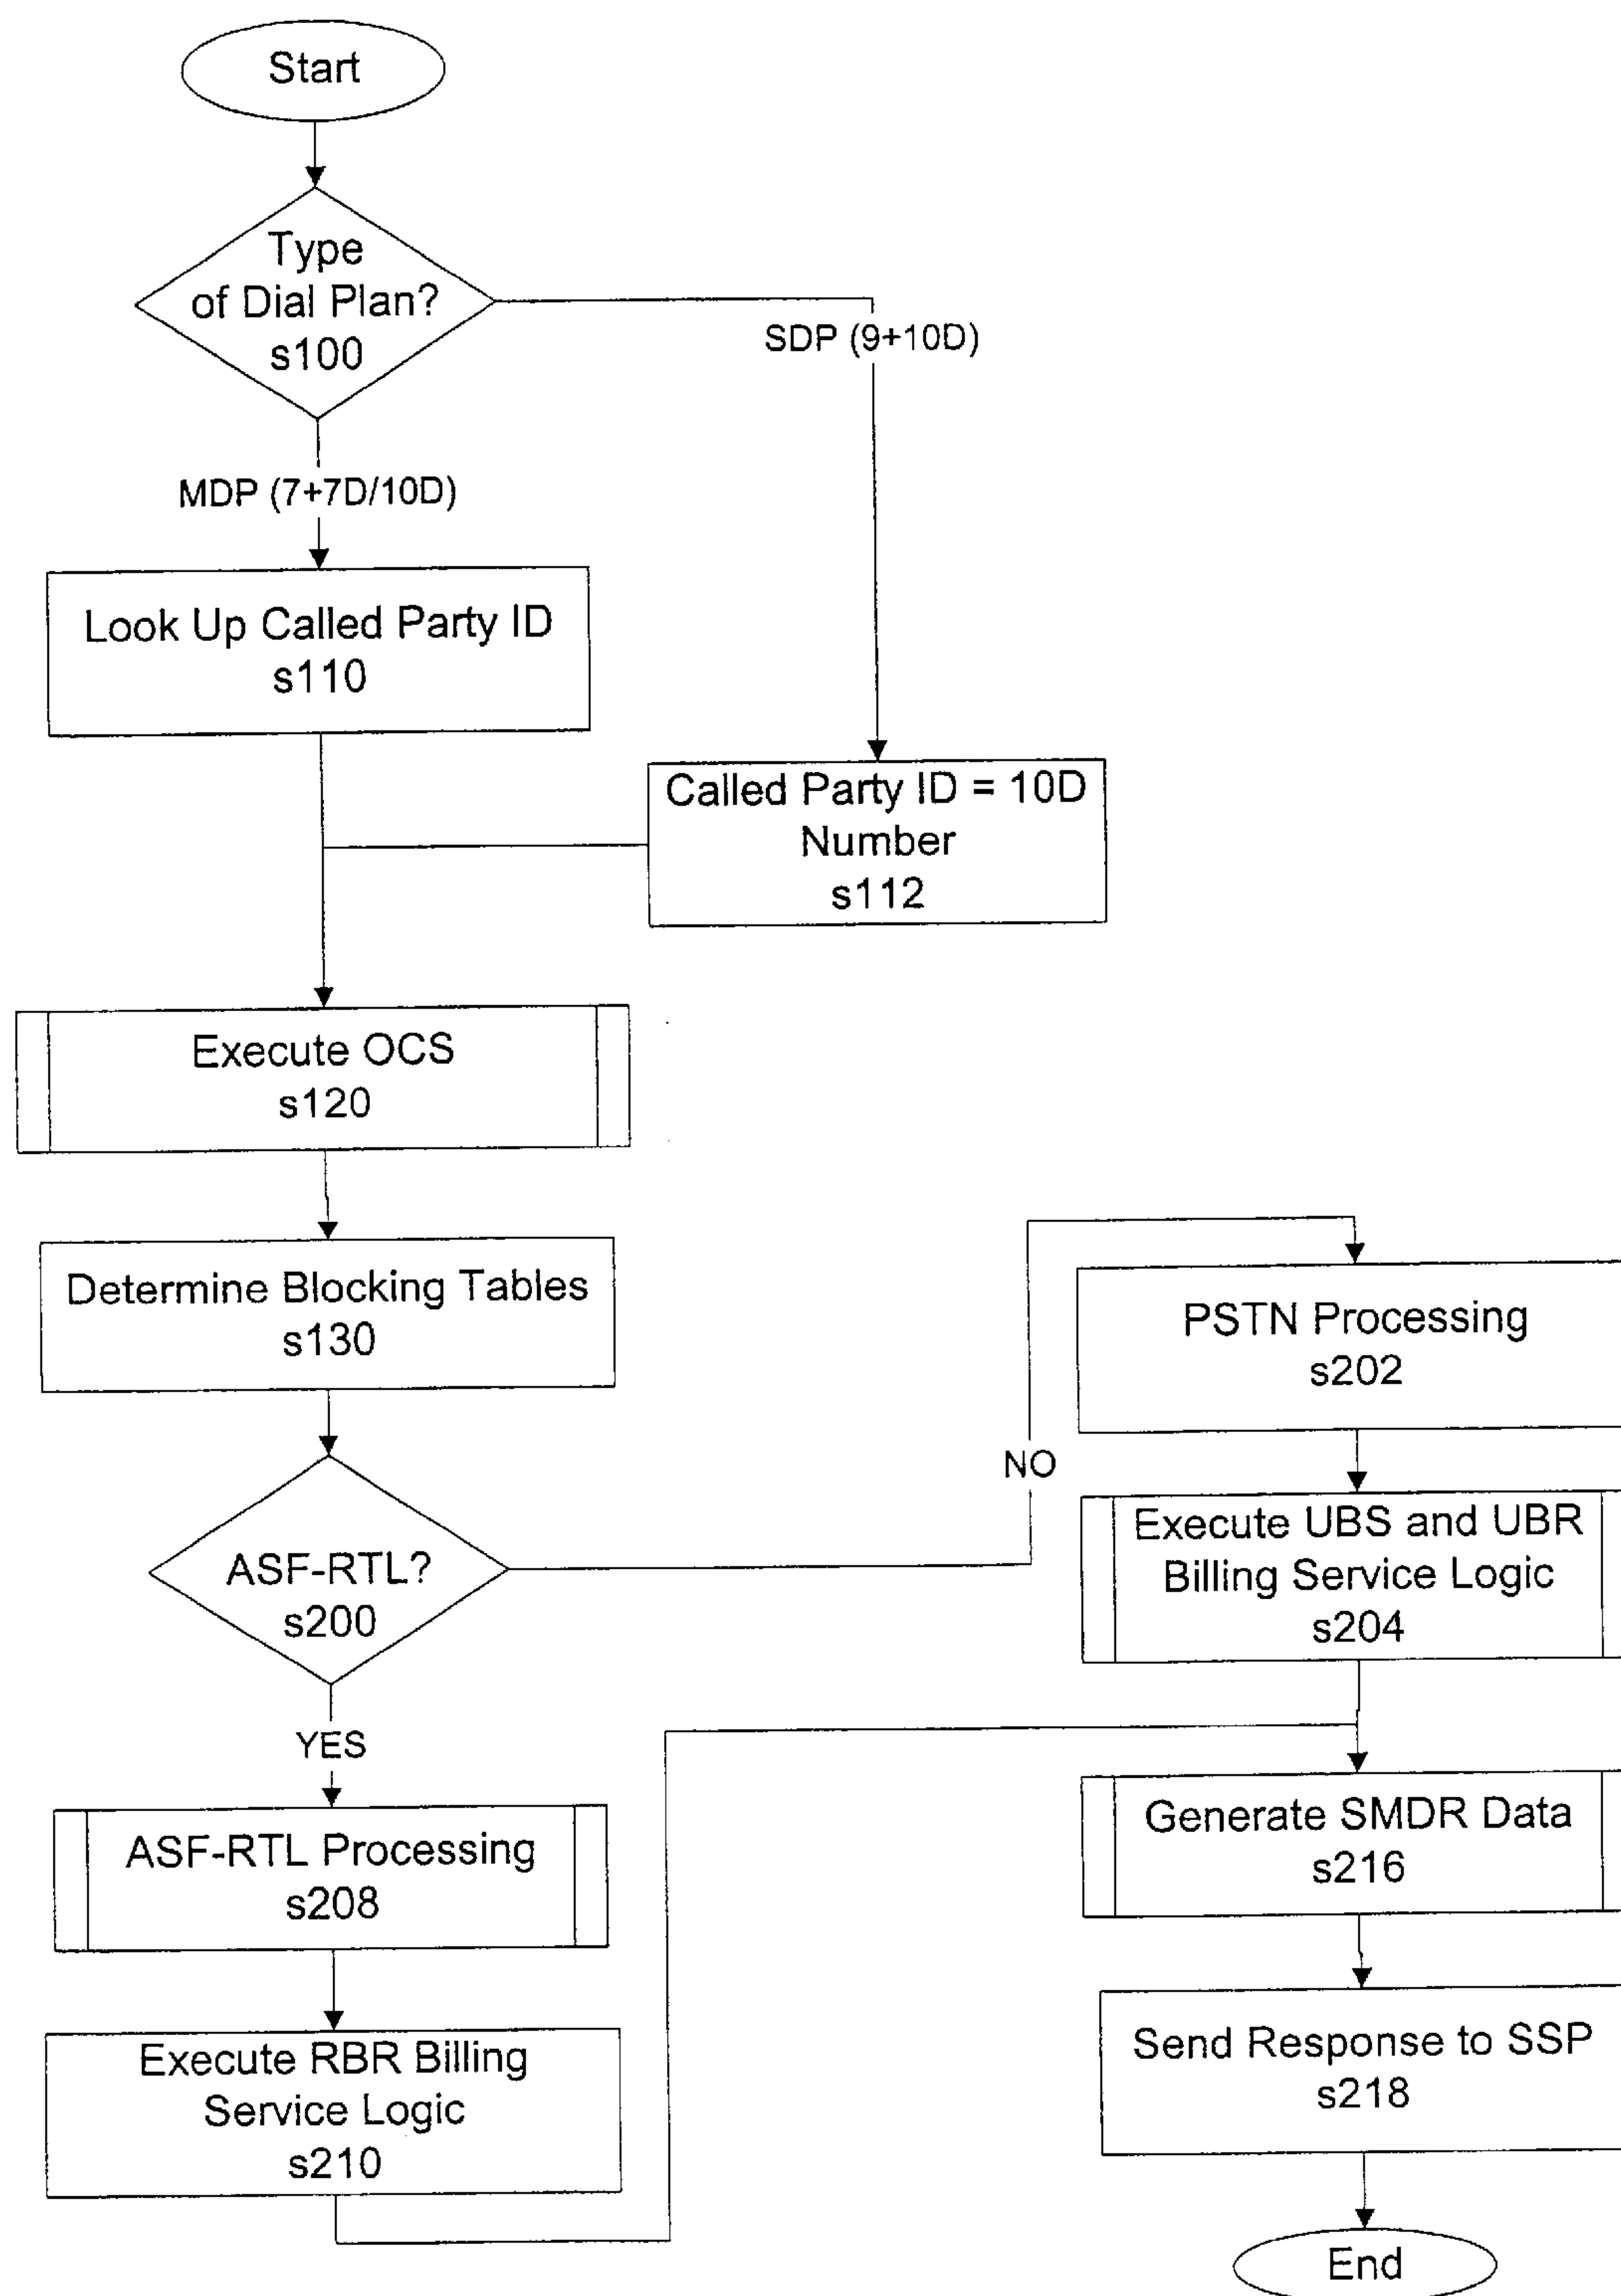 Start
Type
of Dial Plan?
s100
SDP (9+10D)
MDP (7+7D/10D)
Look Up Called Party ID
s110
Called Party ID = 10D
Number
s112
Execute OCS
s120
Determine Blocking Tables
s130
ASF-RTL?
s200
NO
YES
ASF-RTL Processing
s208
Execute RBR Billing
Service Logic
s210
PSTN Processing
s202
Execute UBS and UBR
Billing Service Logic
s204
Generate SMDR Data
s216
Send Response to SSP
s218
End